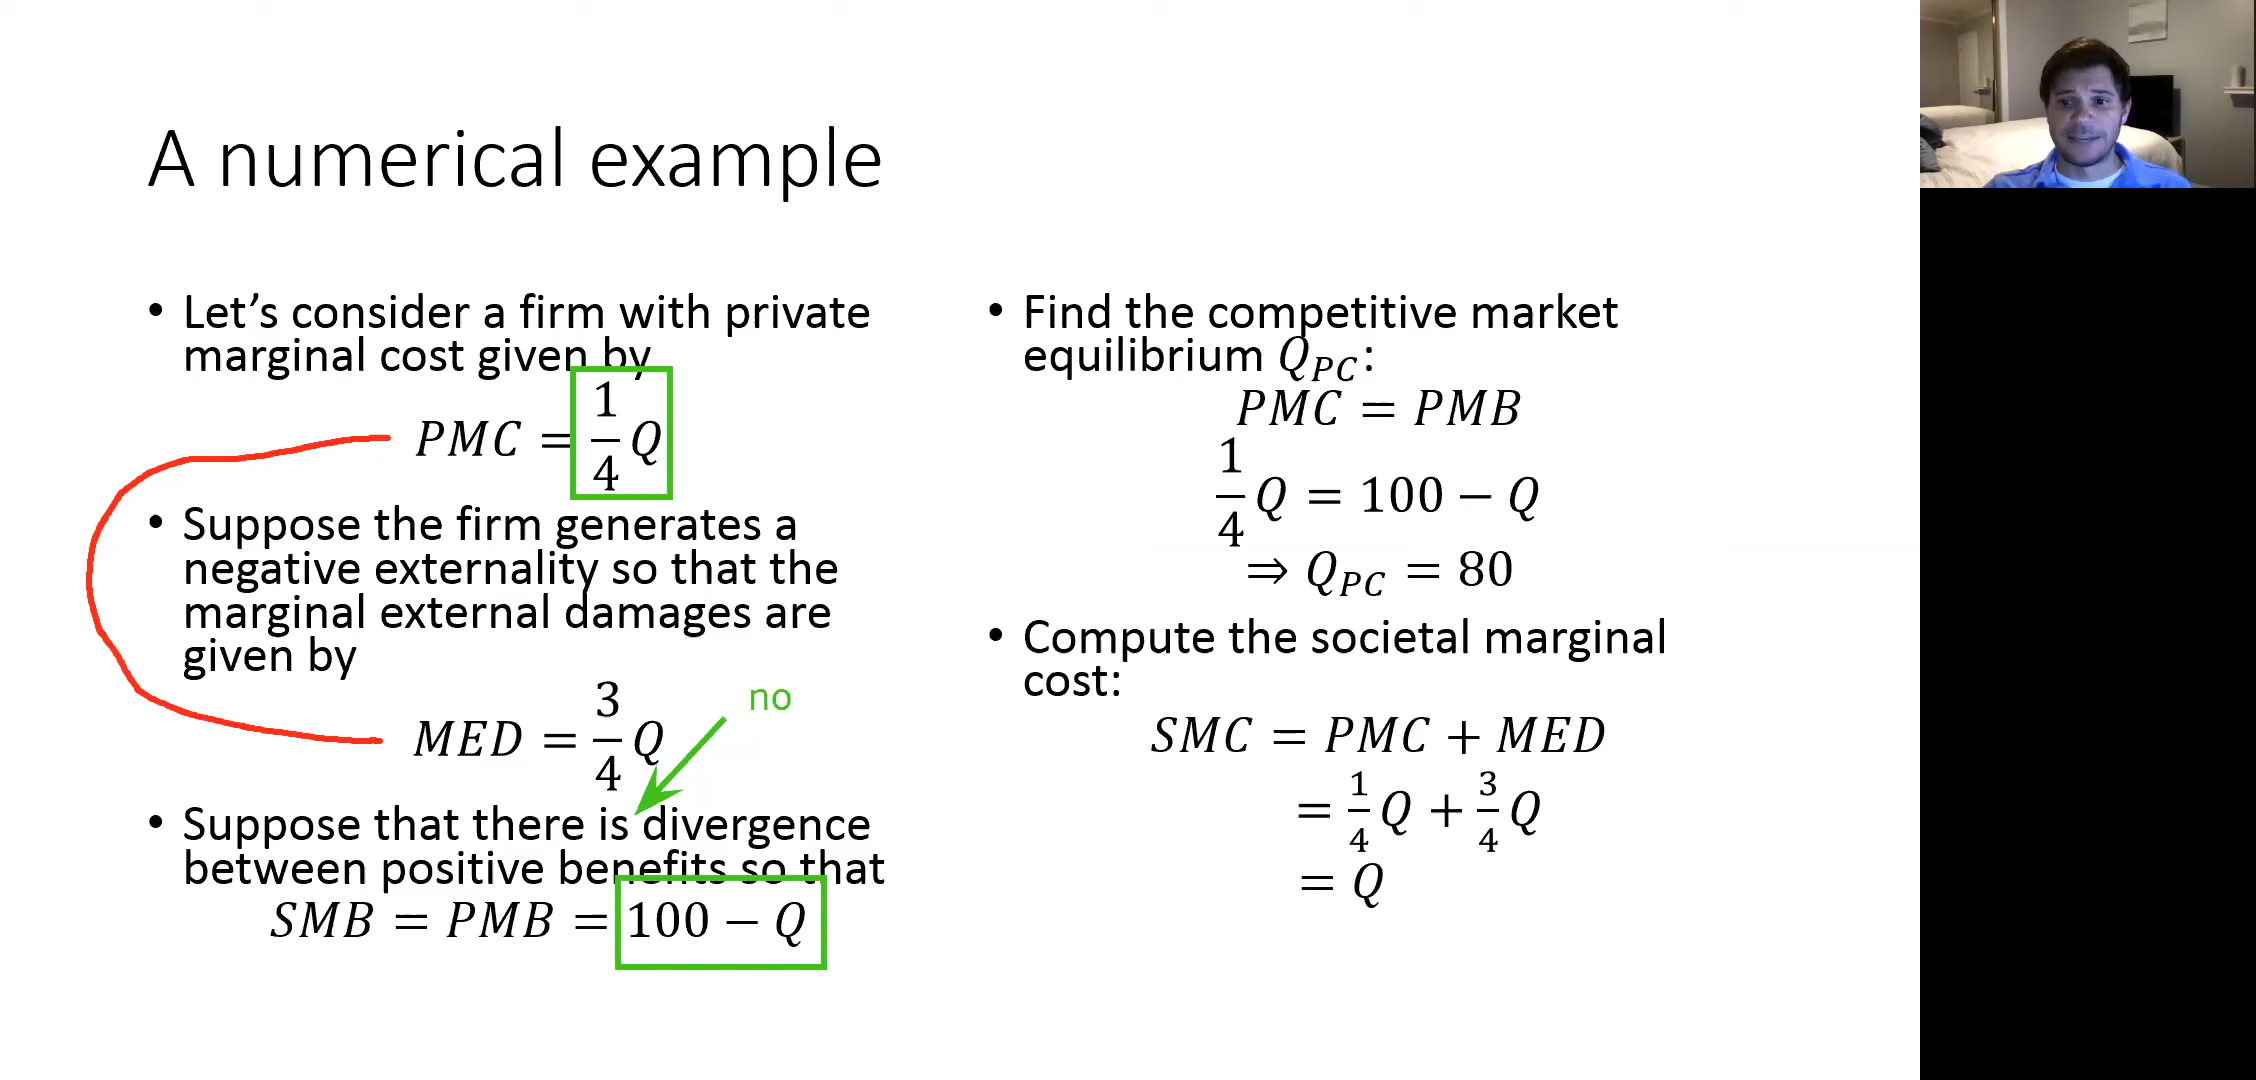 A numerical example
• Let’s consider a firm with private
marginal cost given by
PMC = 1/4 Q
• Suppose the firm generates a
negative externality so that the
marginal external damages are
given by
MED = 3/4 Q
no
• Suppose that there is divergence
between positive benefits so that
SMB = PMB = 100 − Q
• Find the competitive market
equilibrium Q_PC:
PMC = PMB
1/4 Q = 100 − Q
⇒ Q_PC = 80
• Compute the societal marginal
cost:
SMC = PMC + MED
= 1/4 Q + 3/4 Q
= Q